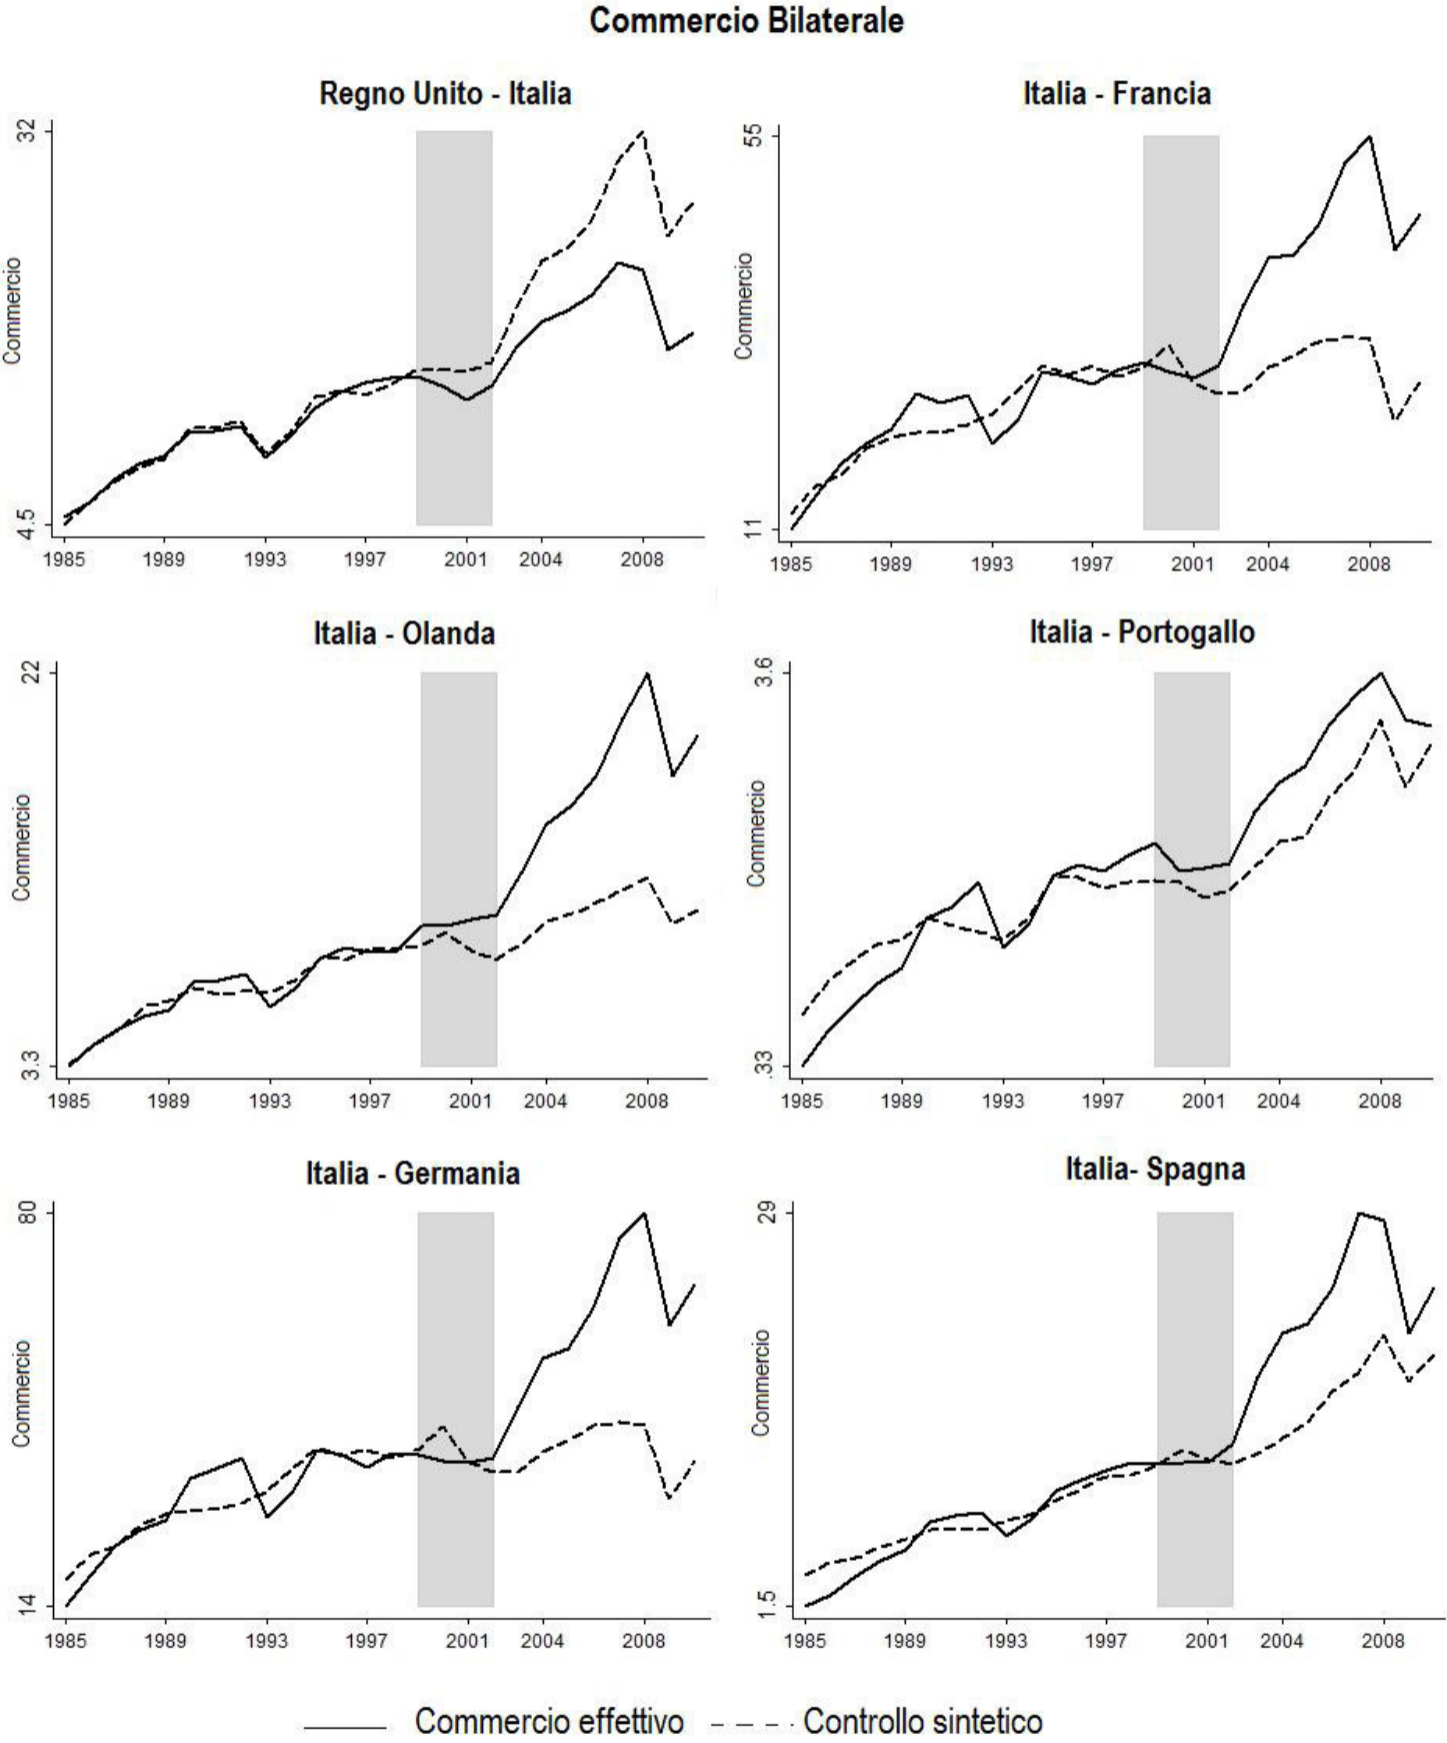 Commercio Bilaterale
Regno Unito - Italia
32
4.5
Commercio
1985 1989 1993 1997 2001 2004 2008
Italia - Francia
55
11
Commercio
1985 1989 1993 1997 2001 2004 2008
Italia - Olanda
22
3.3
Commercio
1985 1989 1993 1997 2001 2004 2008
Italia - Portogallo
3.6
.33
Commercio
1985 1989 1993 1997 2001 2004 2008
Italia - Germania
80
14
Commercio
1985 1989 1993 1997 2001 2004 2008
Italia- Spagna
29
1.5
Commercio
1985 1989 1993 1997 2001 2004 2008
Commercio effettivo Controllo sintetico